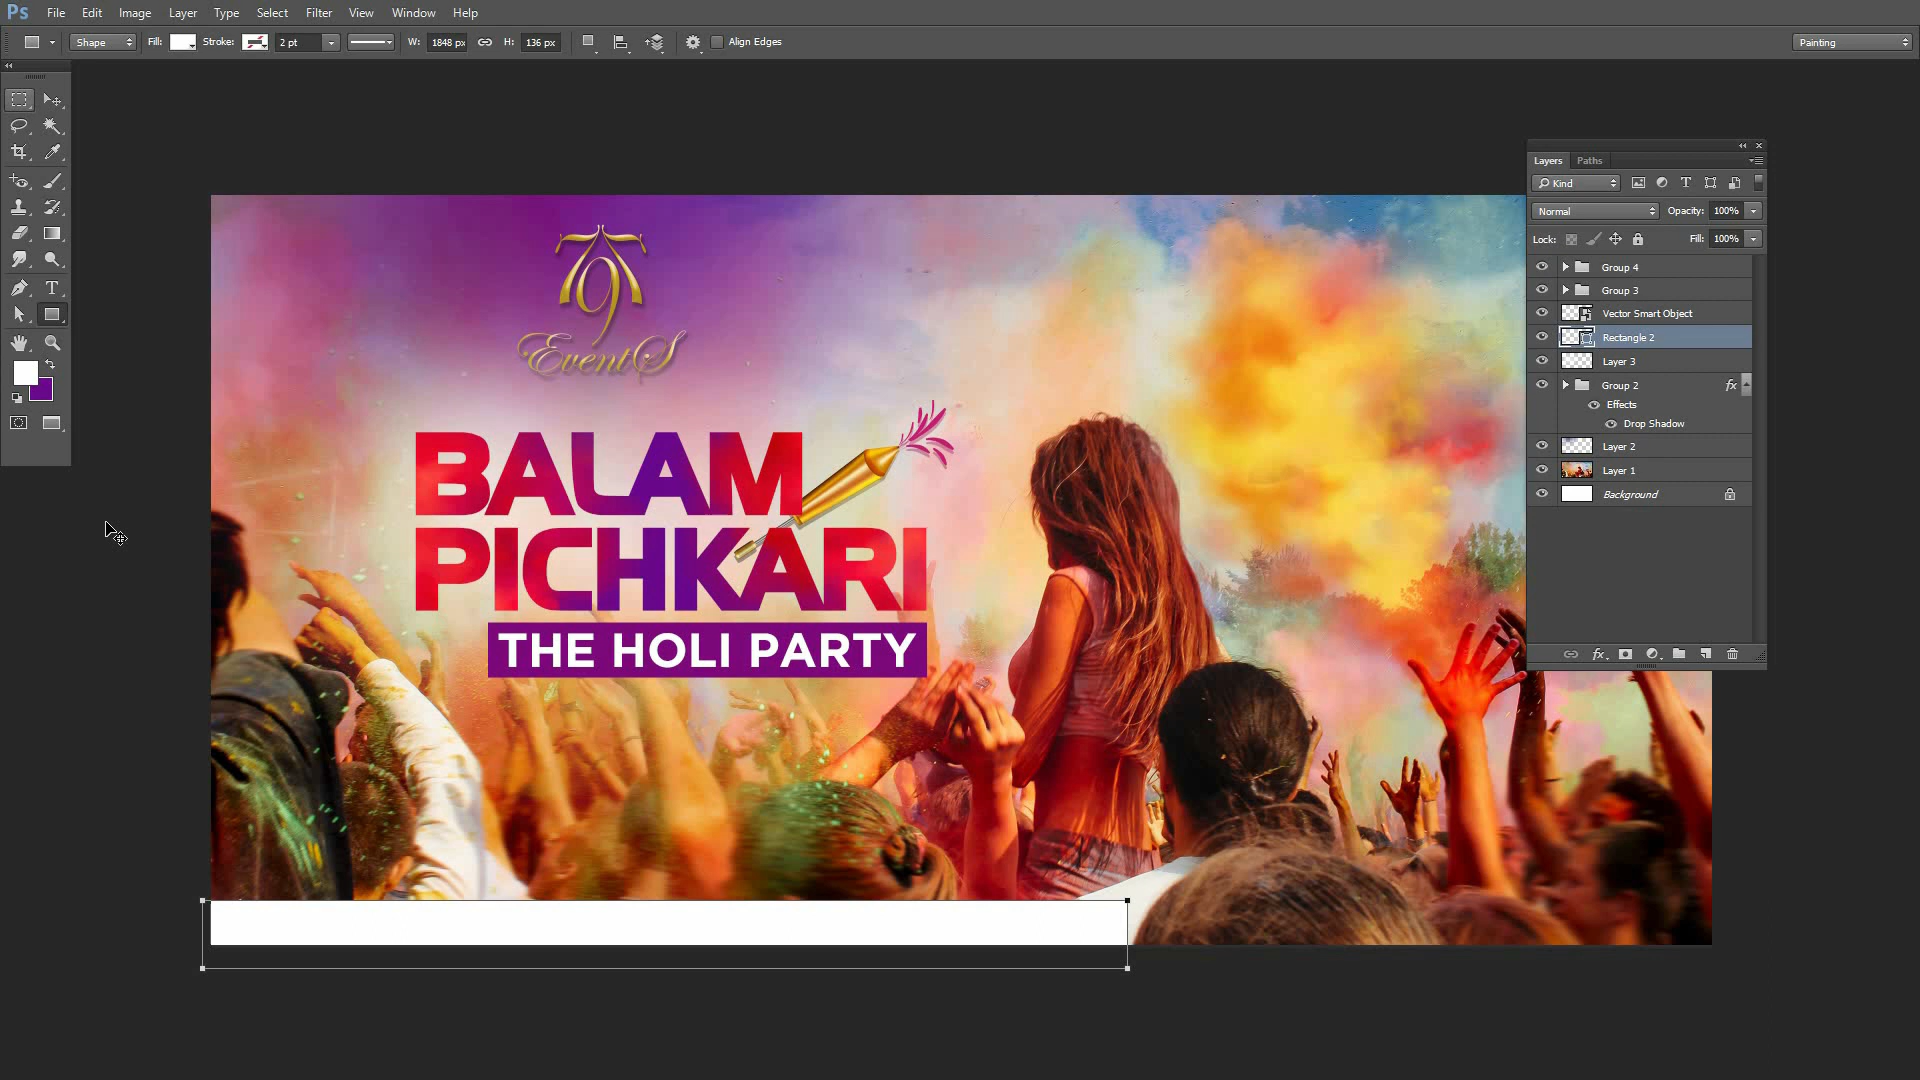 Ps File Edit Image Layer Type Select Filter View Window Help
Shape Fill: Stroke: 2 pt W: 1848 px H: 136 px Align Edges Painting
Layers Paths
Kind
Normal Opacity: 100%
Lock: Fill: 100%
Group 4
Group 3
Vector Smart Object
Rectangle 2
Layer 3
Group 2 fx
Effects
Drop Shadow
Layer 2
Layer 1
Background
fx
79
EventS
BALAM
PICHKARI
THE HOLI PARTY